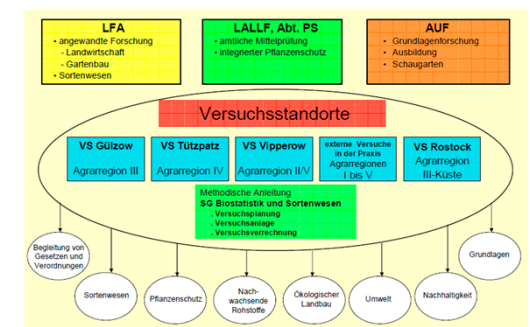 LFA
• angewandte Forschung
- Landwirtschaft
- Gartenbau
• Sortenwesen
LALLF, Abt. PS
• amtliche Mittelprüfung
• integrierter Pflanzenschutz
AUF
• Grundlagenforschung
• Ausbildung
• Schaugarten
Versuchsstandorte
VS Gülzow
Agrarregion III
VS Tützpatz
Agrarregion IV
VS Vipperow
Agrarregion II/V
externe Versuche
in der Praxis
Agrarregionen
I bis V
VS Rostock
Agrarregion
III-Küste
Methodische Anleitung
SG Biostatistik und Sortenwesen
. Versuchsplanung
. Versuchsanlage
. Versuchsverrechnung
Begleitung von
Gesetzen und
Verordnungen
Sortenwesen
Pflanzenschutz
Nach-
wachsende
Rohstoffe
Ökologischer
Landbau
Umwelt
Nachhaltigkeit
Grundlagen